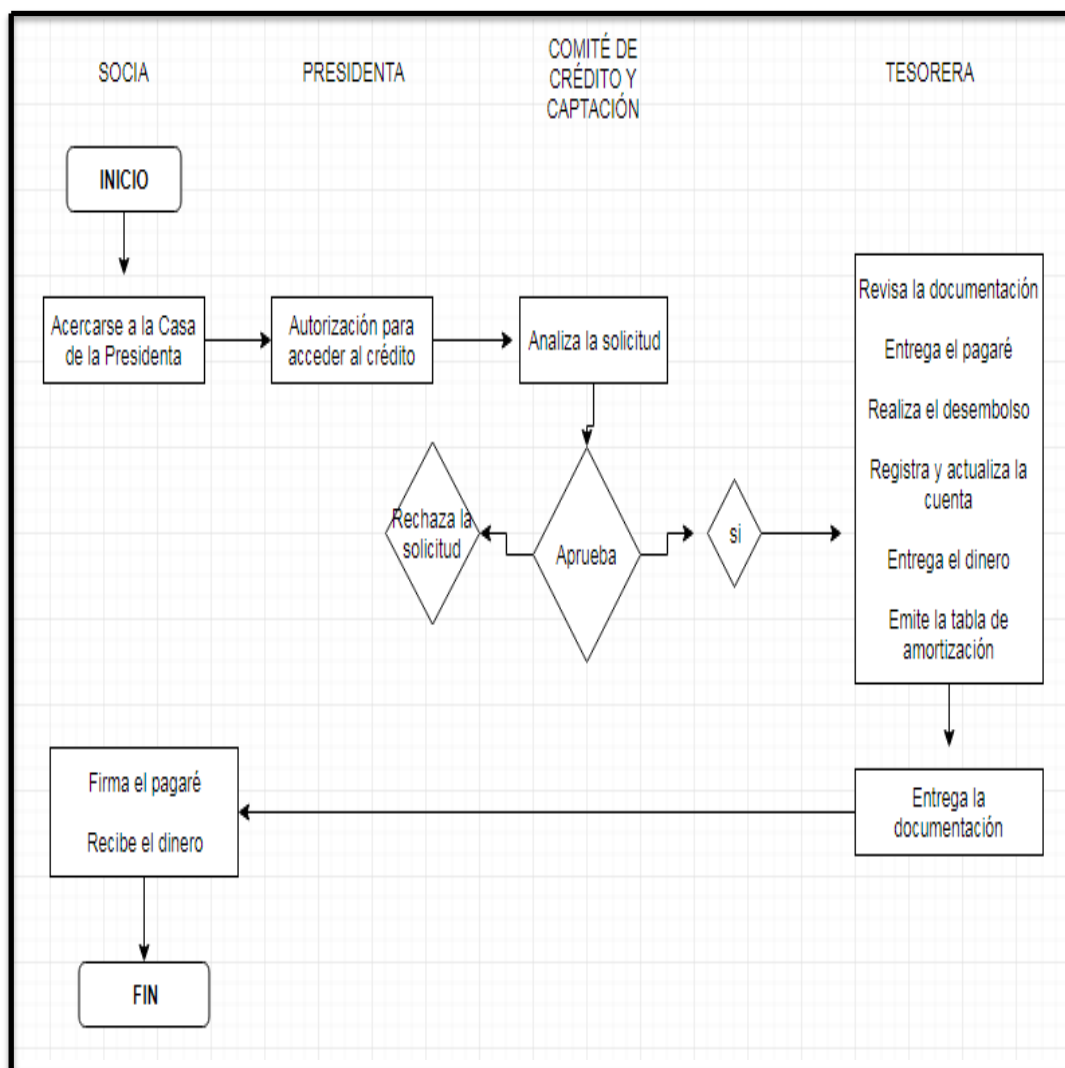 SOCIA
PRESIDENTA
COMITÉ DE
CRÉDITO Y
CAPTACIÓN
TESORERA
INICIO
Acercarse a la Casa
de la Presidenta
Autorización para
acceder al crédito
Analiza la solicitud
Revisa la documentación
Entrega el pagaré
Realiza el desembolso
Registra y actualiza la
cuenta
Entrega el dinero
Emite la tabla de
amortización
Rechaza la
solicitud
Aprueba
si
Firma el pagaré
Recibe el dinero
Entrega la
documentación
FIN